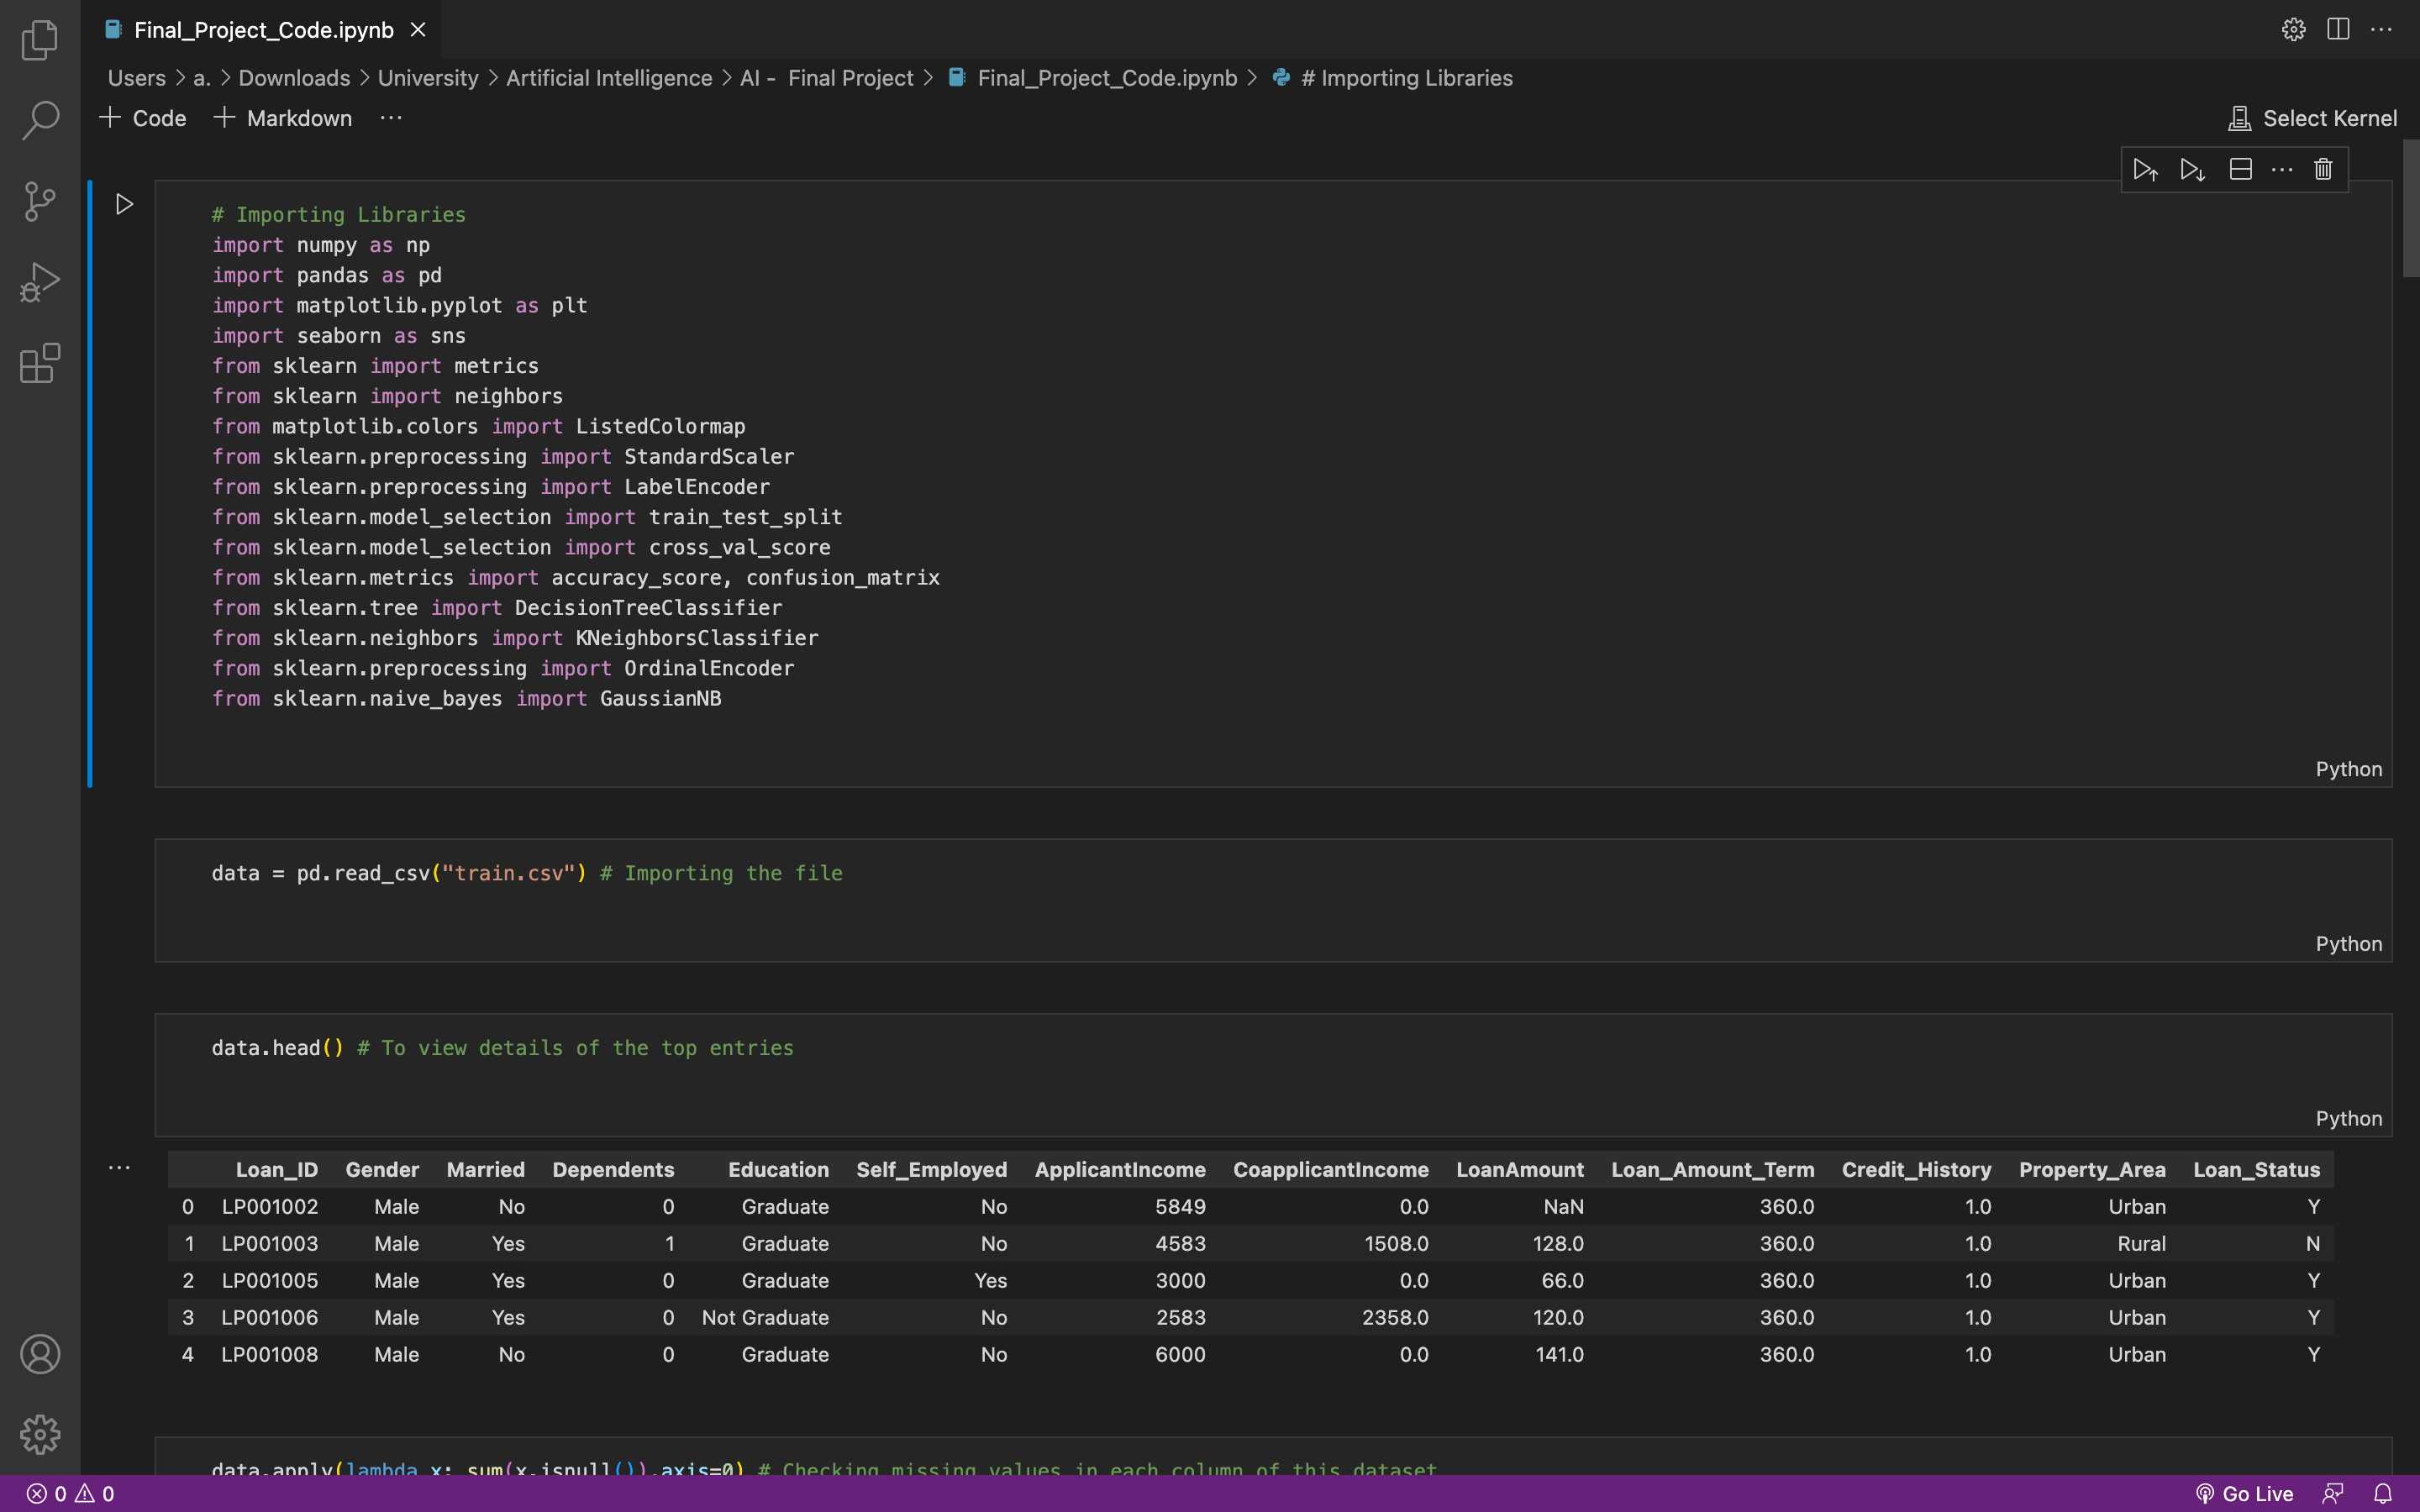 Final_Project_Code.ipynb
Users > a. > Downloads > University > Artificial Intelligence > AI - Final Project > Final_Project_Code.ipynb > # Importing Libraries
+ Code + Markdown ... Select Kernel
# Importing Libraries
import numpy as np
import pandas as pd
import matplotlib.pyplot as plt
import seaborn as sns
from sklearn import metrics
from sklearn import neighbors
from matplotlib.colors import ListedColormap
from sklearn.preprocessing import StandardScaler
from sklearn.preprocessing import LabelEncoder
from sklearn.model_selection import train_test_split
from sklearn.model_selection import cross_val_score
from sklearn.metrics import accuracy_score, confusion_matrix
from sklearn.tree import DecisionTreeClassifier
from sklearn.neighbors import KNeighborsClassifier
from sklearn.preprocessing import OrdinalEncoder
from sklearn.naive_bayes import GaussianNB
Python
data = pd.read_csv("train.csv") # Importing the file
Python
data.head() # To view details of the top entries
Python
Loan_ID Gender Married Dependents Education Self_Employed ApplicantIncome CoapplicantIncome LoanAmount Loan_Amount_Term Credit_History Property_Area Loan_Status
0 LP001002 Male No 0 Graduate No 5849 0.0 NaN 360.0 1.0 Urban Y
1 LP001003 Male Yes 1 Graduate No 4583 1508.0 128.0 360.0 1.0 Rural N
2 LP001005 Male Yes 0 Graduate Yes 3000 0.0 66.0 360.0 1.0 Urban Y
3 LP001006 Male Yes 0 Not Graduate No 2583 2358.0 120.0 360.0 1.0 Urban Y
4 LP001008 Male No 0 Graduate No 6000 0.0 141.0 360.0 1.0 Urban Y
data.apply(lambda x: sum(x.isnull()),axis=0) # Checking missing values in each column of this dataset
0 0 Go Live